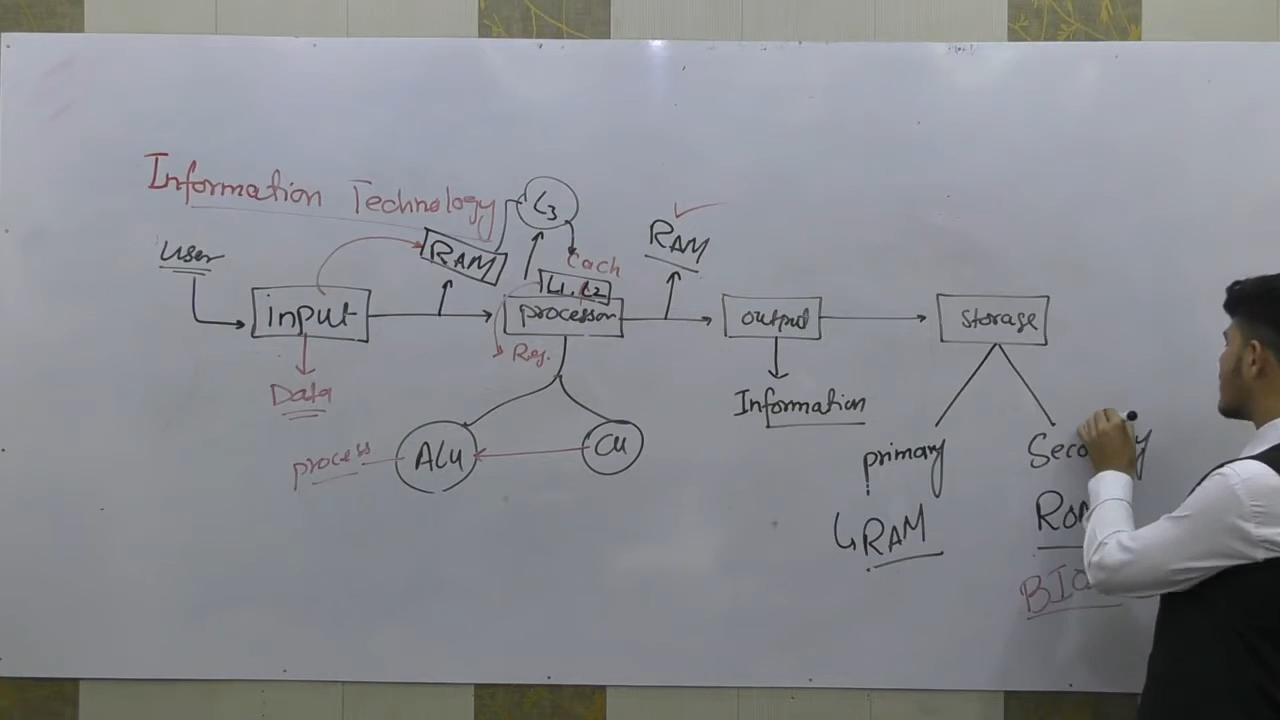 Information Technology
L3
RAM
user
RAM
Cach
L1, L2
input
processor
output
storage
Reg.
Data
Information
process
ALU
CU
primary
RAM